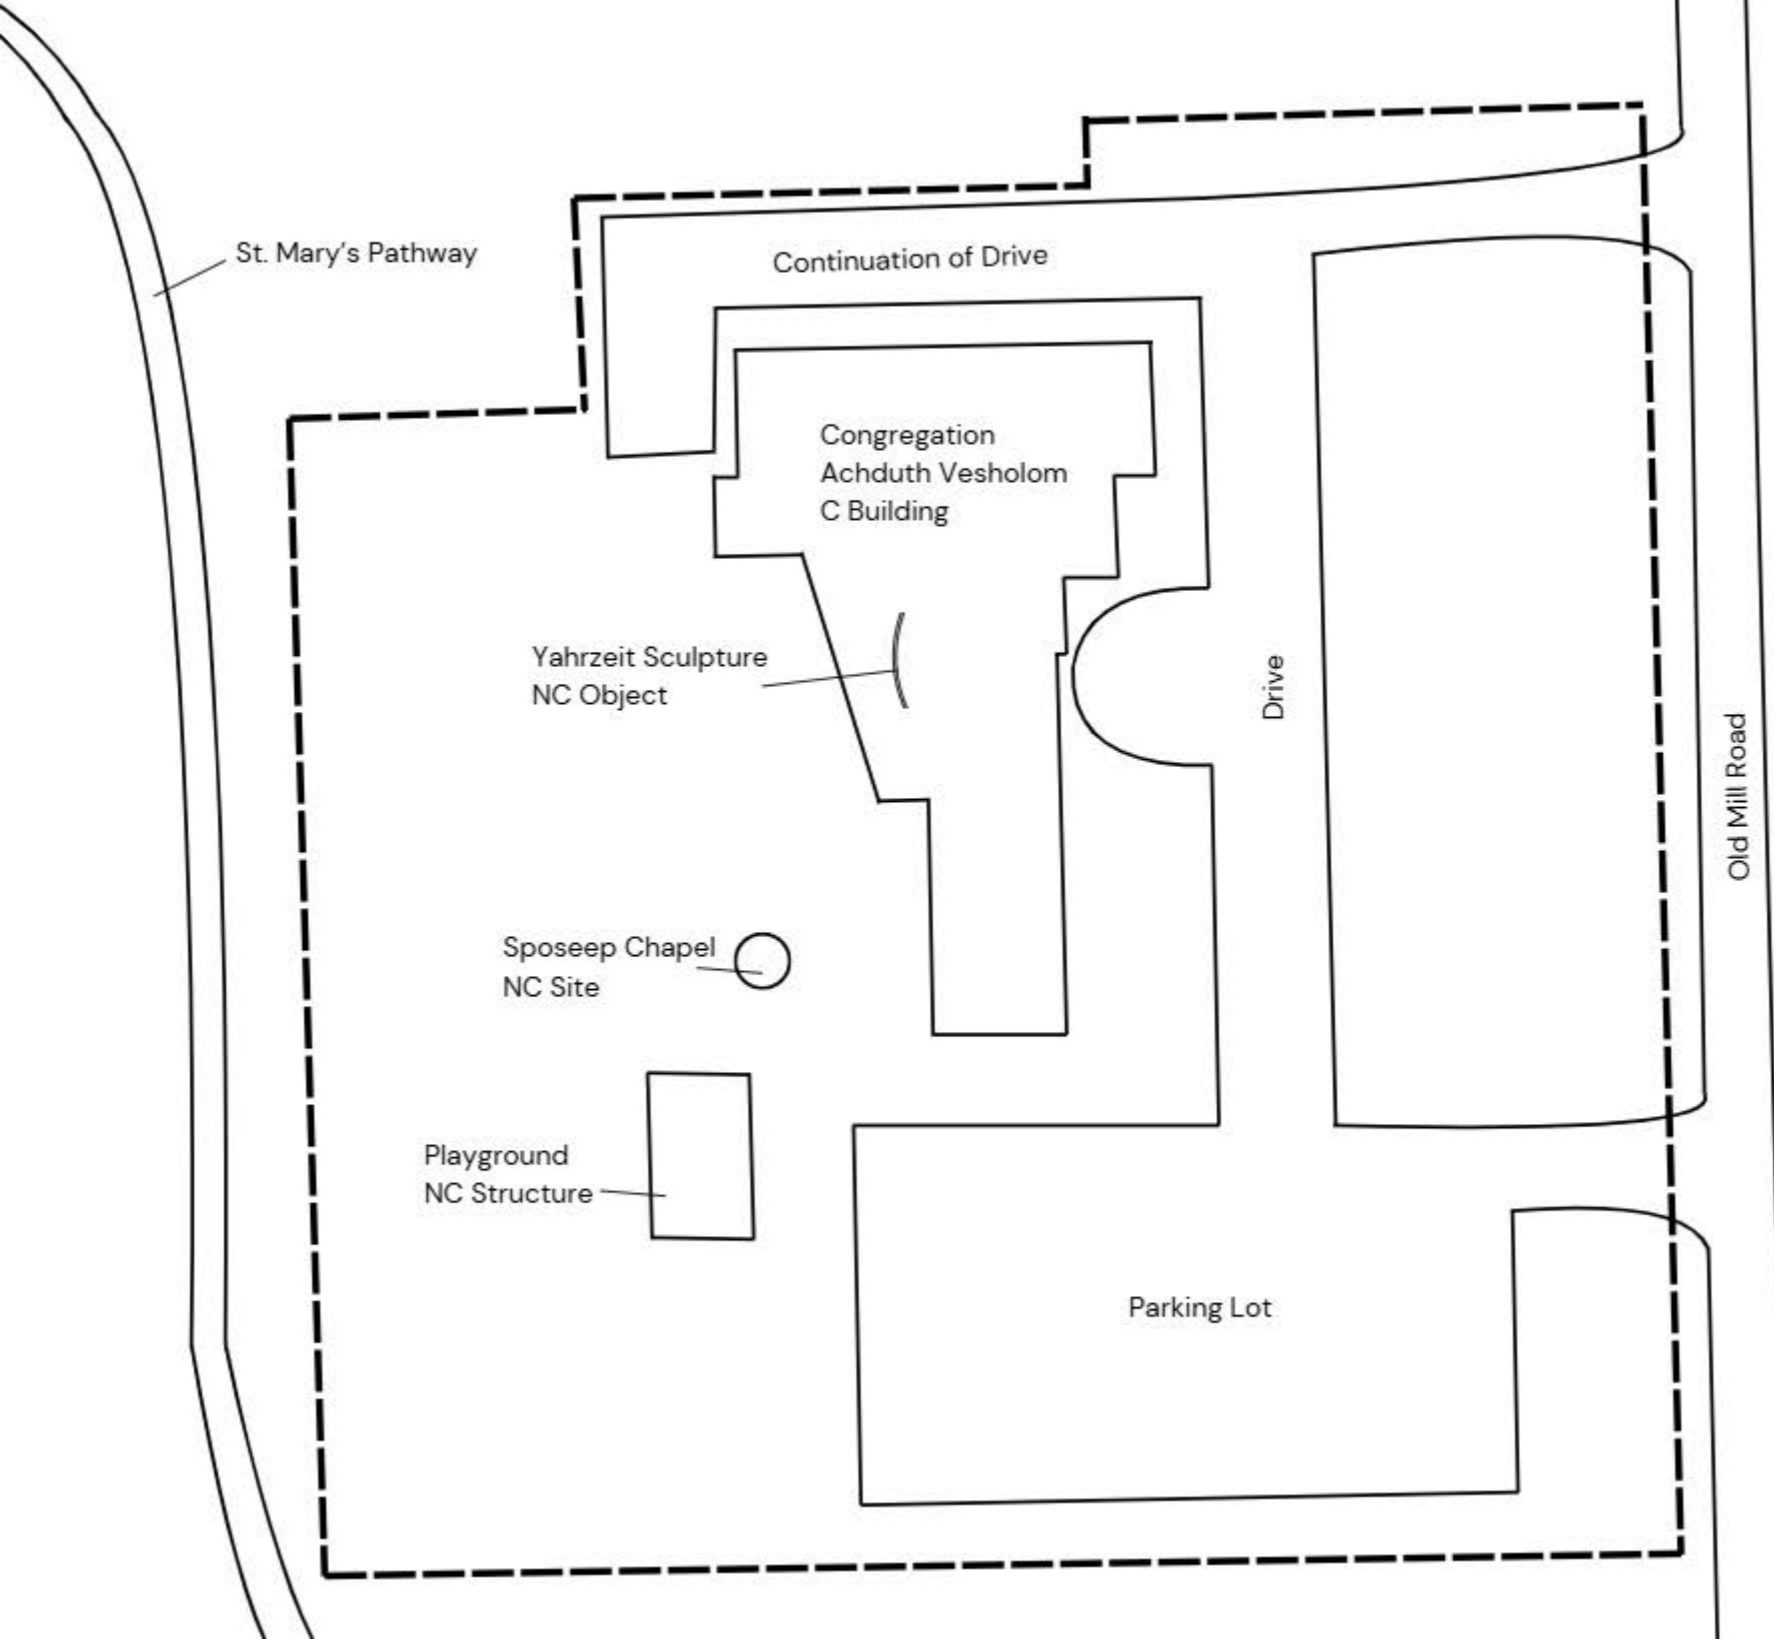 St. Mary's Pathway
Continuation of Drive
Congregation
Achduth Vesholom
C Building
Yahrzeit Sculpture
NC Object
Drive
Old Mill Road
Sposeep Chapel
NC Site
Playground
NC Structure
Parking Lot